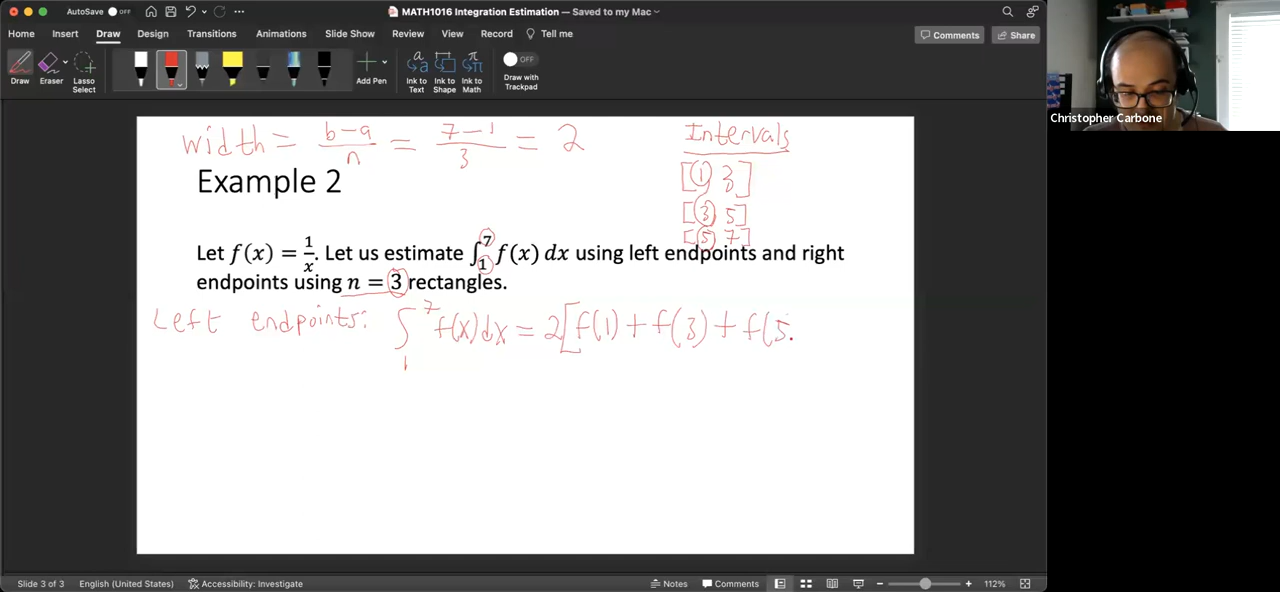 AutoSave OFF MATH1016 Integration Estimation — Saved to my Mac
Home Insert Draw Design Transitions Animations Slide Show Review View Record Tell me Comments Share
Draw Eraser Lasso Select Add Pen Ink to Text Ink to Shape Ink to Math OFF Draw with Trackpad
Christopher Carbone
width = b-a/n = 7-1/3 = 2
Intervals
[1 3]
[3 5]
[5 7]
Example 2
Let f(x) = 1/x. Let us estimate ∫₁⁷ f(x) dx using left endpoints and right
endpoints using n = 3 rectangles.
Left endpoints: ∫₁⁷ f(x)dx = 2[f(1) + f(3) + f(5
Slide 3 of 3 English (United States) Accessibility: Investigate Notes Comments 112%